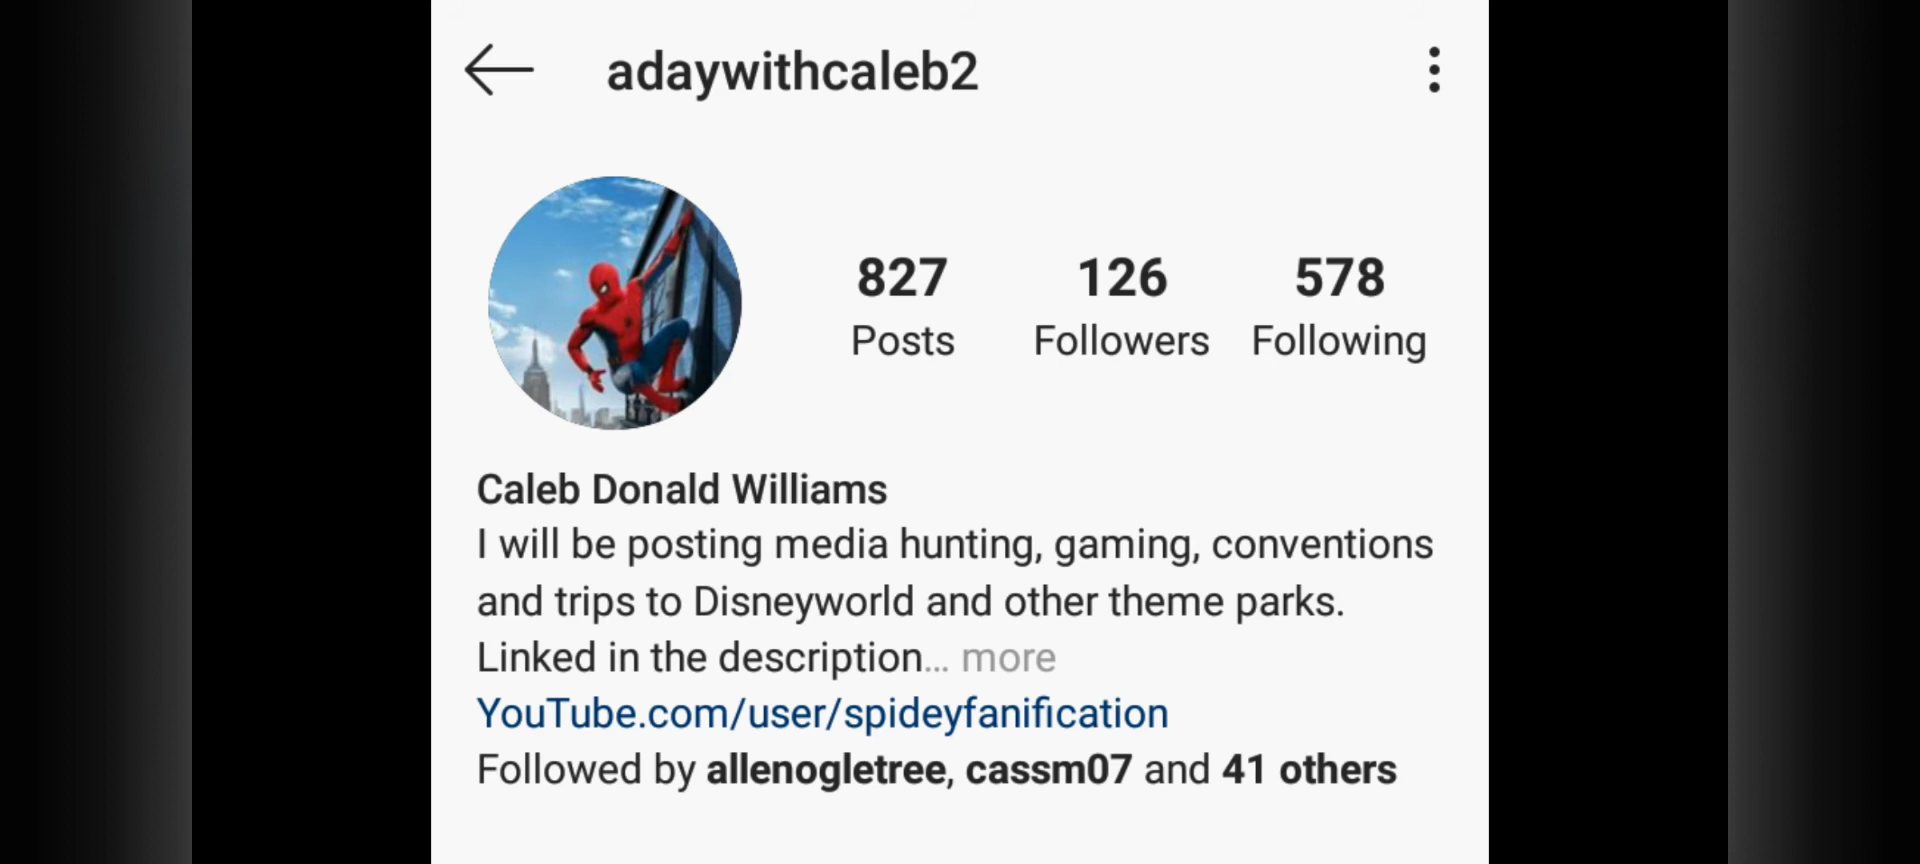 adaywithcaleb2
827 126 578
Posts Followers Following
Caleb Donald Williams
I will be posting media hunting, gaming, conventions
and trips to Disneyworld and other theme parks.
Linked in the description... more
YouTube.com/user/spideyfanification
Followed by allenogletree, cassm07 and 41 others